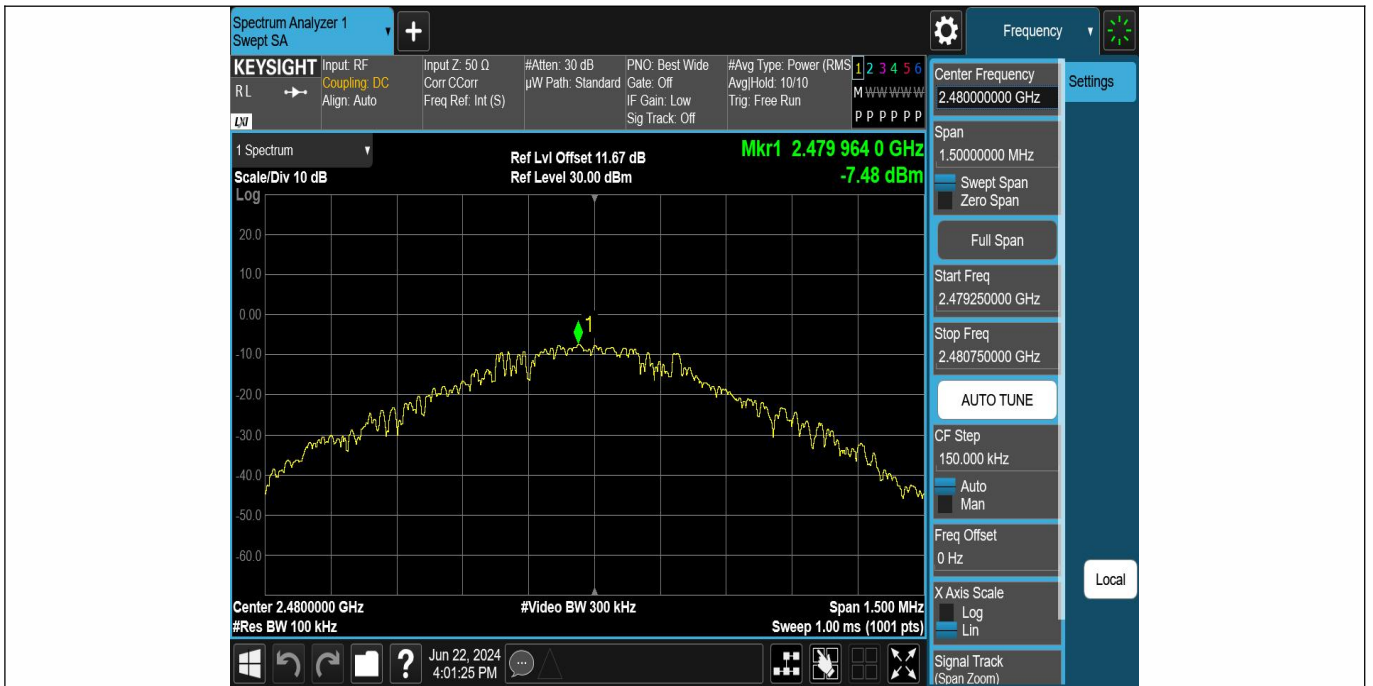 Spectrum Analyzer 1
Swept SA
+
Frequency
KEYSIGHT
RL
LXI
Input: RF
Coupling: DC
Align: Auto
Input Z: 50 Ω
Corr CCorr
Freq Ref: Int (S)
#Atten: 30 dB
µW Path: Standard
PNO: Best Wide
Gate: Off
IF Gain: Low
Sig Track: Off
#Avg Type: Power (RMS
Avg|Hold: 10/10
Trig: Free Run
1 2 3 4 5 6
M W W W W W
P P P P P P
1 Spectrum
Scale/Div 10 dB
Log
Ref Lvl Offset 11.67 dB
Ref Level 30.00 dBm
Mkr1 2.479 964 0 GHz
-7.48 dBm
20.0
10.0
0.00
-10.0
-20.0
-30.0
-40.0
-50.0
-60.0
1
Center 2.4800000 GHz
#Res BW 100 kHz
#Video BW 300 kHz
Span 1.500 MHz
Sweep 1.00 ms (1001 pts)
?
Jun 22, 2024
4:01:25 PM
Center Frequency
2.480000000 GHz
Settings
Span
1.50000000 MHz
Swept Span
Zero Span
Full Span
Start Freq
2.479250000 GHz
Stop Freq
2.480750000 GHz
AUTO TUNE
CF Step
150.000 kHz
Auto
Man
Freq Offset
0 Hz
Local
X Axis Scale
Log
Lin
Signal Track
(Span Zoom)